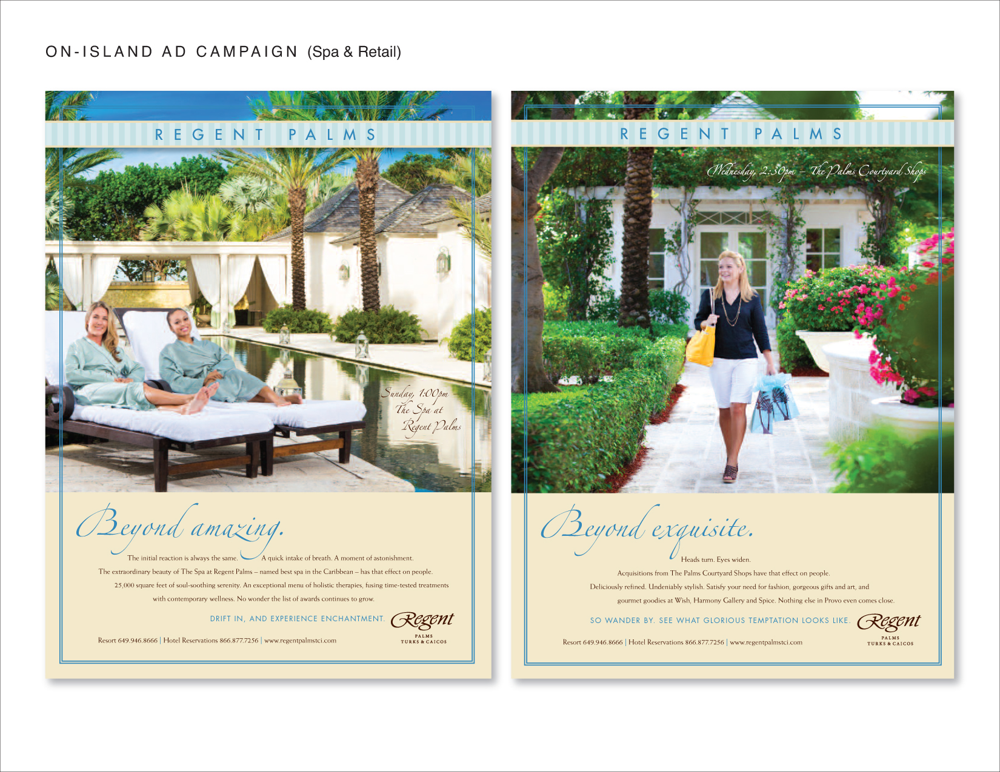 ON-ISLAND AD CAMPAIGN (Spa & Retail)
REGENT PALMS
Sunday, 1:00pm
The Spa at
Regent Palms
Beyond amazing.
The initial reaction is always the same. A quick intake of breath. A moment of astonishment.
The extraordinary beauty of The Spa at Regent Palms – named best spa in the Caribbean – has that effect on people.
25,000 square feet of soul-soothing serenity. An exceptional menu of holistic therapies, fusing time-tested treatments
with contemporary wellness. No wonder the list of awards continues to grow.
DRIFT IN, AND EXPERIENCE ENCHANTMENT.
Regent
PALMS
TURKS & CAICOS
Resort 649.946.8666 | Hotel Reservations 866.877.7256 | www.regentpalmstci.com
REGENT PALMS
Wednesday, 2:30pm – The Palms Courtyard Shops
Beyond exquisite.
Heads turn. Eyes widen.
Acquisitions from The Palms Courtyard Shops have that effect on people.
Deliciously refined. Undeniably stylish. Satisfy your need for fashion, gorgeous gifts and art, and
gourmet goodies at Wish, Harmony Gallery and Spice. Nothing else in Provo even comes close.
SO WANDER BY. SEE WHAT GLORIOUS TEMPTATION LOOKS LIKE.
Regent
PALMS
TURKS & CAICOS
Resort 649.946.8666 | Hotel Reservations 866.877.7256 | www.regentpalmstci.com